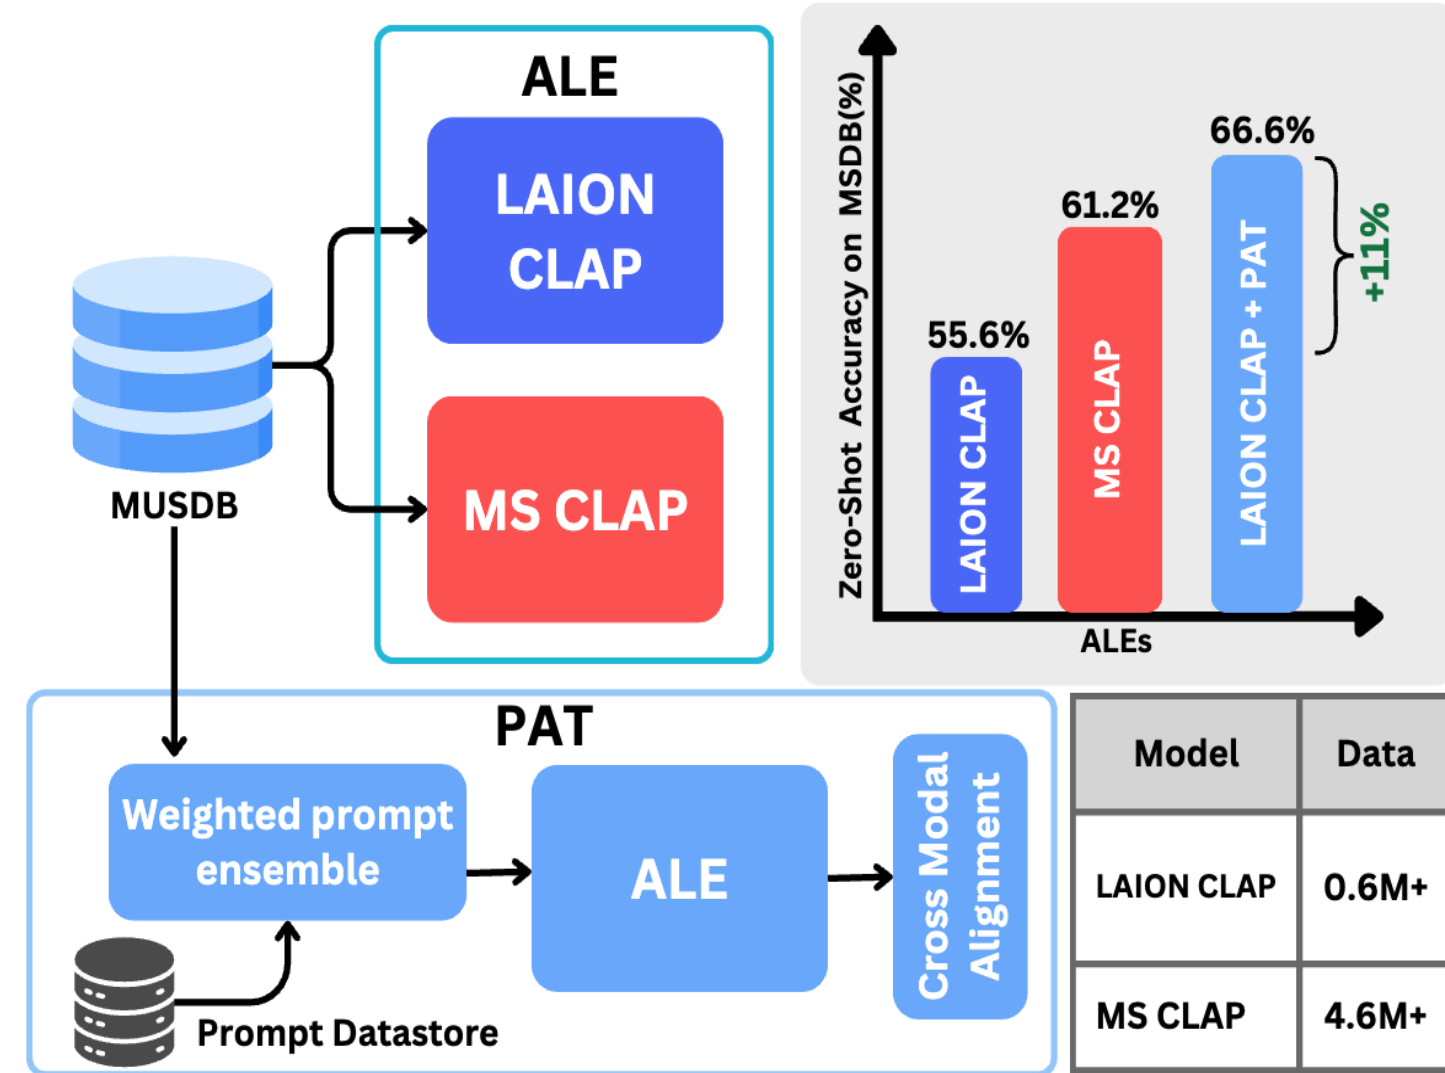 ALE
LAION
CLAP
MS CLAP
MUSDB
Zero-Shot Accuracy on MSDB(%)
55.6%
61.2%
66.6%
+11%
LAION CLAP
MS CLAP
LAION CLAP + PAT
ALEs
PAT
Weighted prompt
ensemble
ALE
Cross Modal
Alignment
Prompt Datastore
Model Data
LAION CLAP 0.6M+
MS CLAP 4.6M+